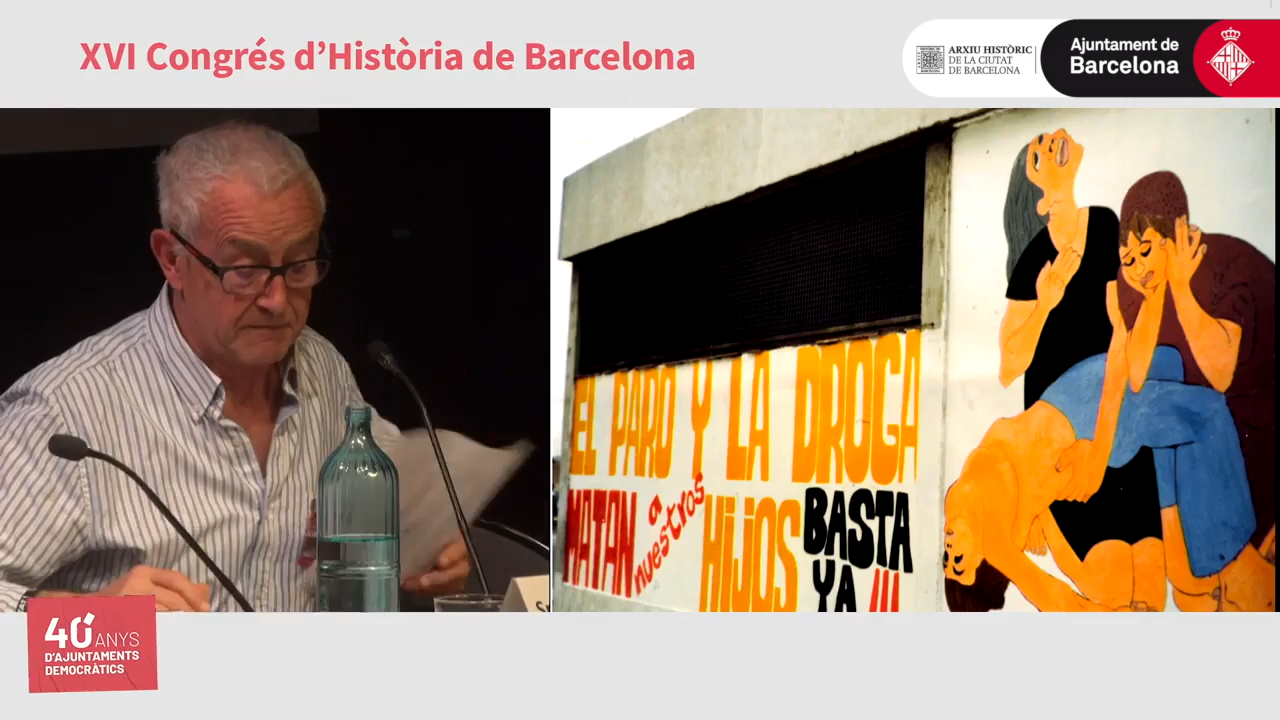 XVI Congrés d'Història de Barcelona
ARXIU HISTÒRIC
DE LA CIUTAT
DE BARCELONA
Ajuntament de
Barcelona
EL PARO Y LA DROGA
MATAN a nuestros HiJOS BASTA
YA !!!
40 ANYS
D'AJUNTAMENTS
DEMOCRÀTICS